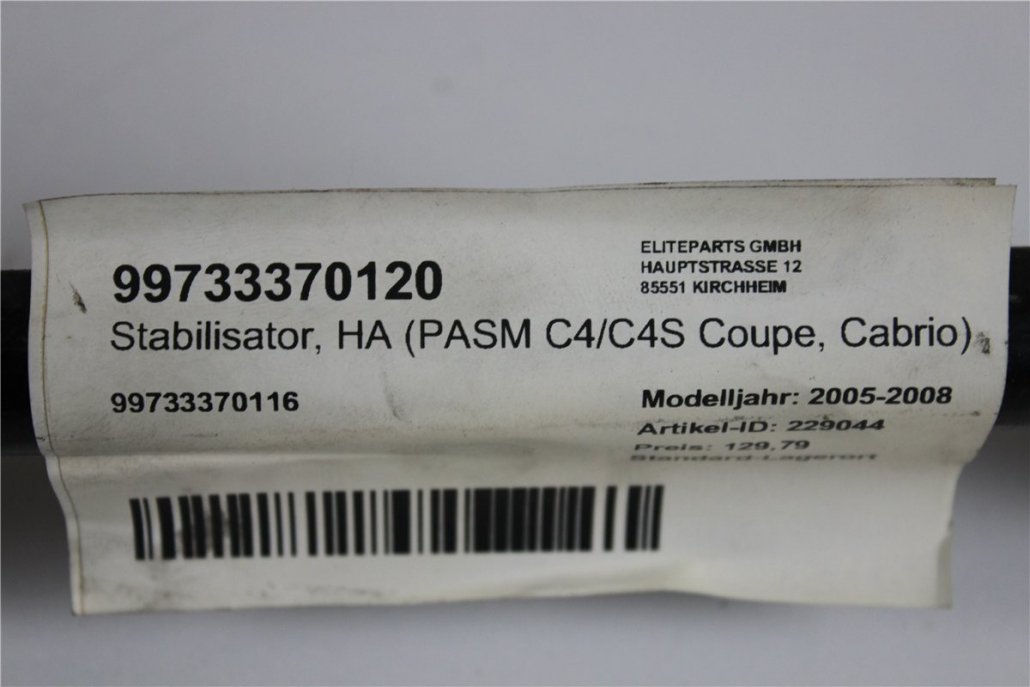 99733370120
ELITEPARTS GMBH
HAUPTSTRASSE 12
85551 KIRCHHEIM
Stabilisator, HA (PASM C4/C4S Coupe, Cabrio)
99733370116
Modelljahr: 2005-2008
Artikel-ID: 229044
Preis: 129,79
Standard-Lagerort